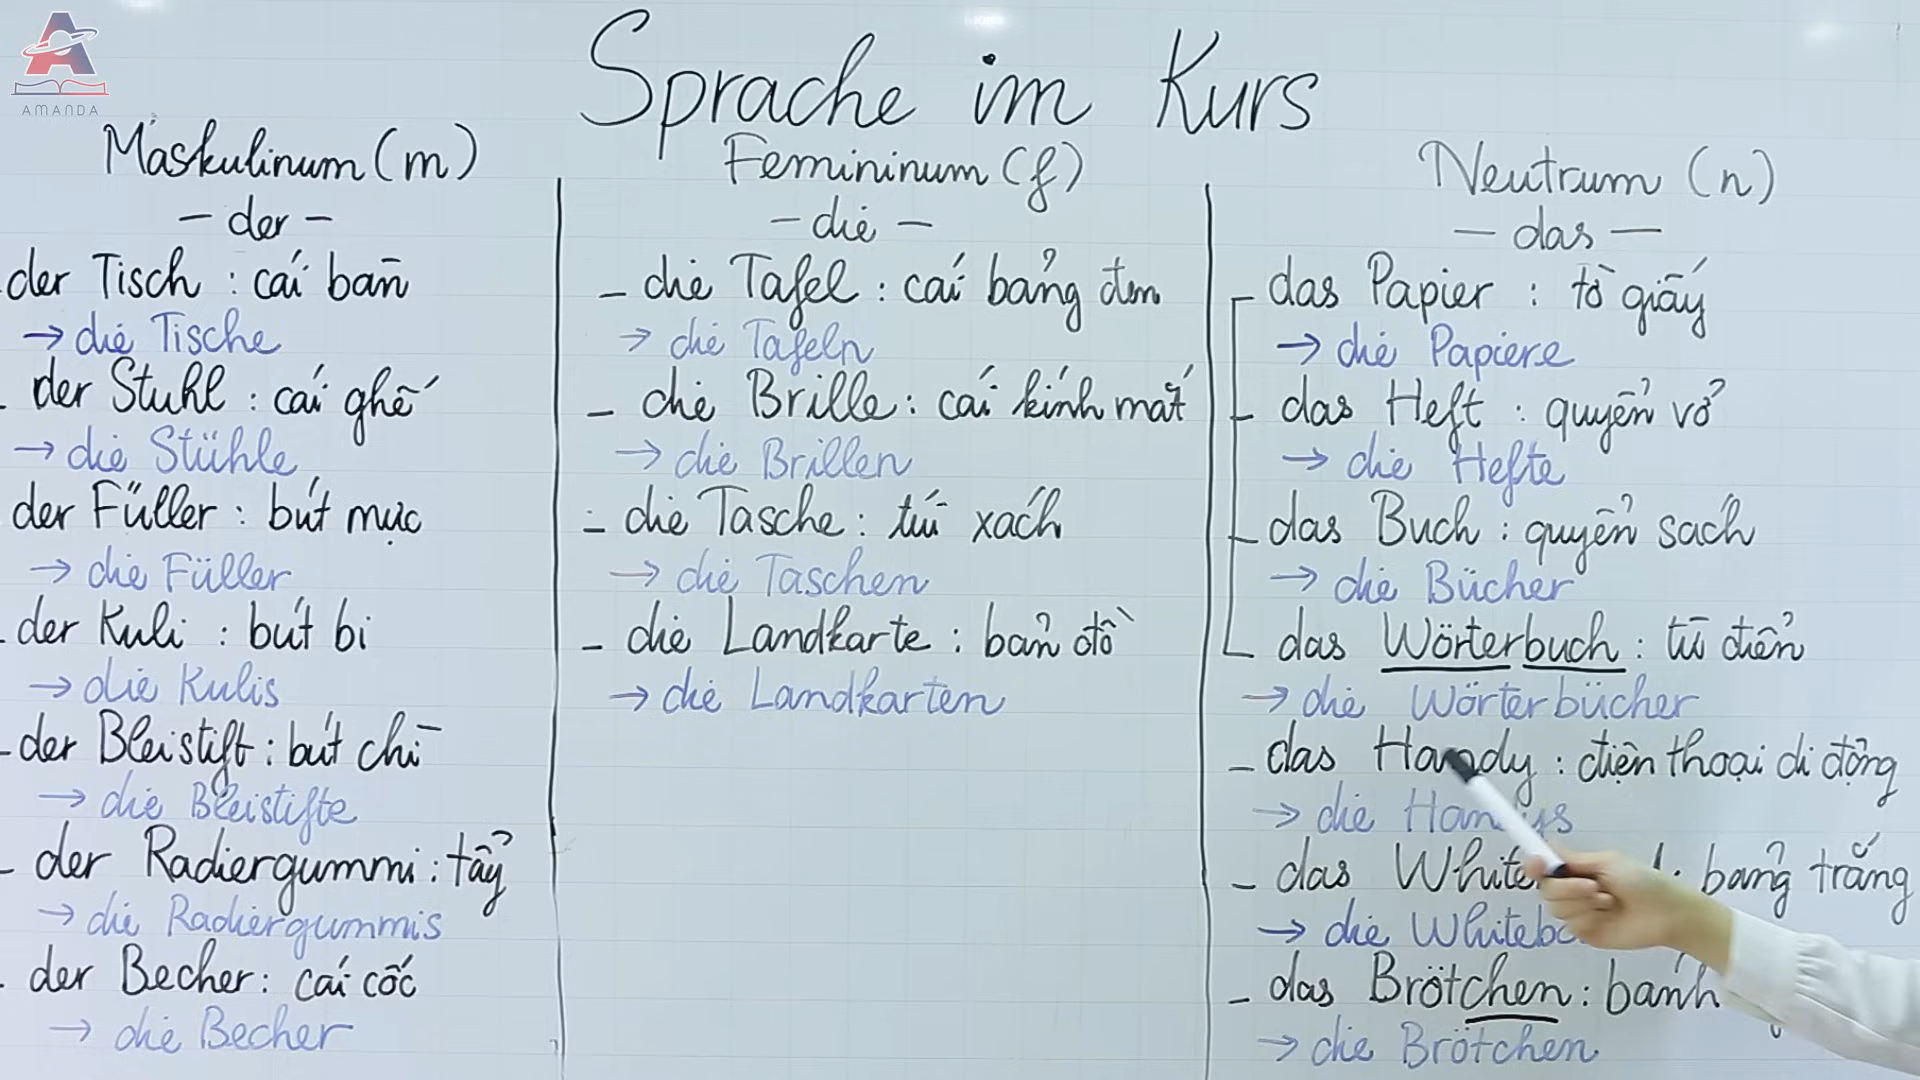 AMANDA
Sprache im Kurs
Maskulinum (m)
- der -
der Tisch : cái bàn
→ die Tische
- der Stuhl : cái ghế
→ die Stühle
der Füller : bút mực
→ die Füller
- der Kuli : bút bi
→ die Kulis
- der Bleistift : bút chì
→ die Bleistifte
- der Radiergummi : tẩy
→ die Radiergummis
- der Becher : cái cốc
→ die Becher
Femininum (f)
- die -
- die Tafel : cái bảng đen
→ die Tafeln
- die Brille : cái kính mắt
→ die Brillen
- die Tasche : túi xách
→ die Taschen
- die Landkarte : bản đồ
→ die Landkarten
Neutrum (n)
- das -
- das Papier : tờ giấy
→ die Papiere
- das Heft : quyển vở
→ die Hefte
- das Buch : quyển sách
→ die Bücher
- das Wörterbuch : từ điển
→ die Wörterbücher
- das Handy : điện thoại di động
→ die Handys
- das : bảng trắng
→ die
- das Brötchen : bánh
→ die Brötchen